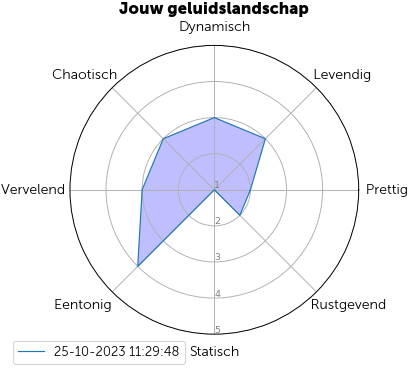 Jouw geluidslandschap
Dynamisch
Chaotisch
Levendig
Vervelend
1
Prettig
2
3
4
Eentonig
Rustgevend
5
25-10-2023 11:29:48
Statisch